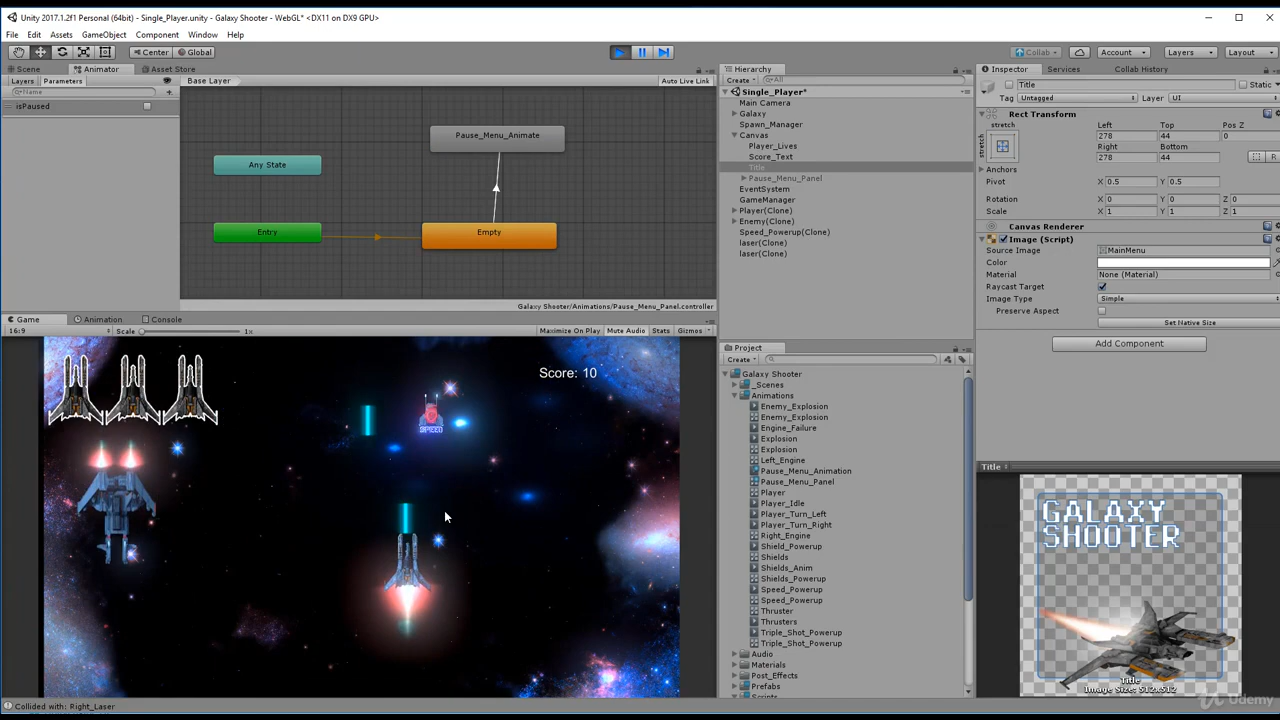 Unity 2017.1.2f1 Personal (64bit) - Single_Player.unity - Galaxy Shooter - WebGL* <DX11 on DX9 GPU>
File Edit Assets GameObject Component Window Help
Center Global
Collab Account Layers Layout
Scene Animator Asset Store
Layers Parameters
Base Layer
Auto Live Link
Name
isPaused
Pause_Menu_Animate
Any State
Entry
Empty
Galaxy Shooter/Animations/Pause_Menu_Panel.controller
Game Animation Console
16:9 Scale 1x
Maximize On Play Mute Audio Stats Gizmos
Score: 10
SPEED
Hierarchy
Create All
Single_Player*
Main Camera
Galaxy
Spawn_Manager
Canvas
Player_Lives
Score_Text
Title
Pause_Menu_Panel
EventSystem
GameManager
Player(Clone)
Enemy(Clone)
Speed_Powerup(Clone)
laser(Clone)
laser(Clone)
Project
Create
Galaxy Shooter
_Scenes
Animations
Enemy_Explosion
Enemy_Explosion
Engine_Failure
Explosion
Explosion
Left_Engine
Pause_Menu_Animation
Pause_Menu_Panel
Player
Player_Idle
Player_Turn_Left
Player_Turn_Right
Right_Engine
Shield_Powerup
Shields
Shields_Anim
Shields_Powerup
Speed_Powerup
Speed_Powerup
Thruster
Thrusters
Triple_Shot_Powerup
Triple_Shot_Powerup
Audio
Materials
Post_Effects
Prefabs
Scripts
Inspector Services Collab History
Title Static
Tag Untagged Layer UI
Rect Transform
stretch Left Top Pos Z
278 44 0
stretch Right Bottom
278 44 R
Anchors
Pivot X 0.5 Y 0.5
Rotation X 0 Y 0 Z 0
Scale X 1 Y 1 Z 1
Canvas Renderer
Image (Script)
Source Image MainMenu
Color
Material None (Material)
Raycast Target
Image Type Simple
Preserve Aspect
Set Native Size
Add Component
Title
GALAXY
SHOOTER
Title
Image Size: 512x512
Udemy
Collided with: Right_Laser